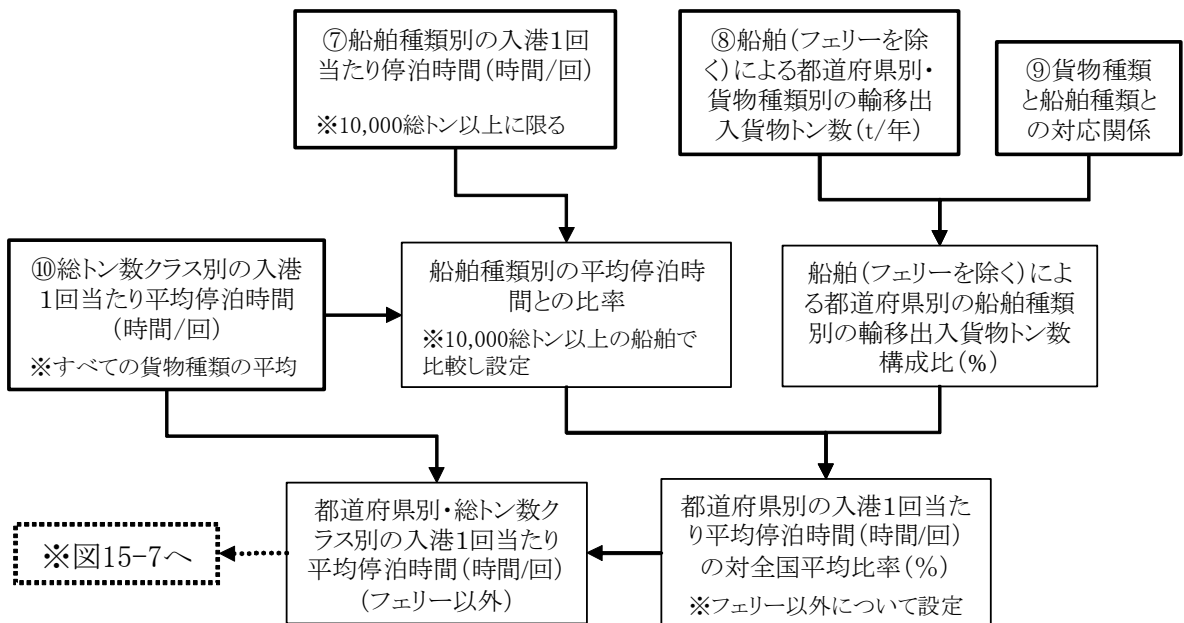 ⑦船舶種類別の入港1回
当たり停泊時間(時間/回)
※10,000総トン以上に限る
⑧船舶(フェリーを除
く)による都道府県別・
貨物種類別の輸移出
入貨物トン数(t/年)
⑨貨物種類
と船舶種類と
の対応関係
⑩総トン数クラス別の入港
1回当たり平均停泊時間
(時間/回)
※すべての貨物種類の平均
船舶種類別の平均停泊時
間との比率
※10,000総トン以上の船舶で
比較し設定
船舶(フェリーを除く)によ
る都道府県別の船舶種類
別の輸移出入貨物トン数
構成比(%)
※図15-7へ
都道府県別・総トン数ク
ラス別の入港1回当たり
平均停泊時間(時間/回)
(フェリー以外)
都道府県別の入港1回当た
り平均停泊時間(時間/回)
の対全国平均比率(%)
※フェリー以外について設定